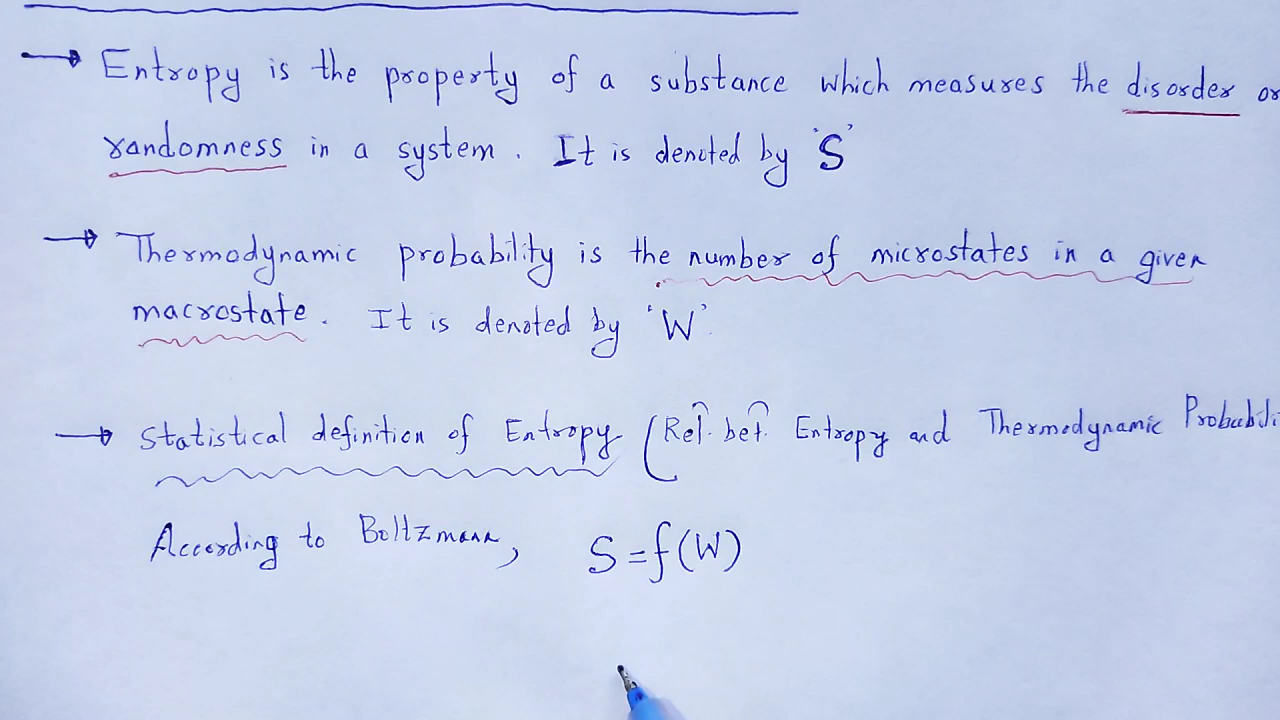 → Entropy is the property of a substance which measures the disorder or
randomness in a system. It is denoted by 'S'
→ Thermodynamic probability is the number of microstates in a given
macrostate. It is denoted by 'W'.
→ Statistical definition of Entropy (Rel. bet. Entropy and Thermodynamic Probabili
According to Boltzmann, S = f(W)